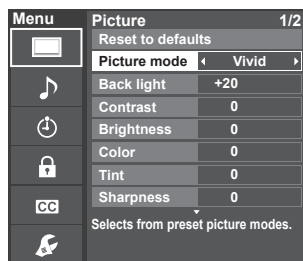 Menu
Picture 1/2
Reset to defaults
Picture mode Vivid
Back light +20
Contrast 0
Brightness 0
Color 0
Tint 0
Sharpness 0
CC
Selects from preset picture modes.